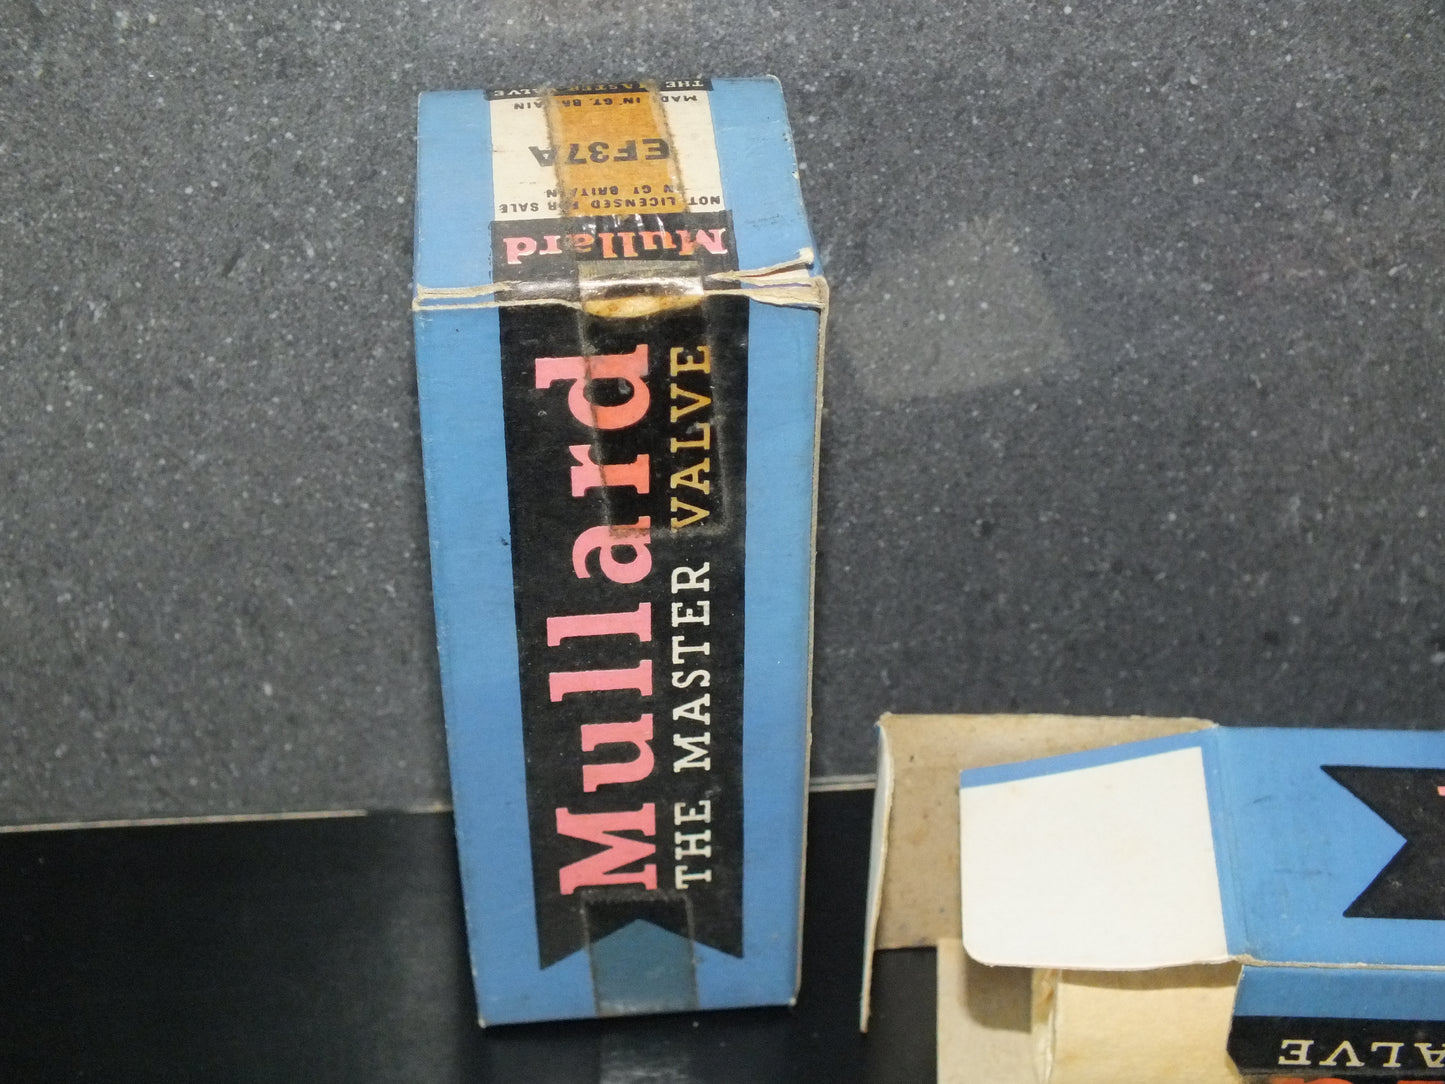 THE MASTER VALVE
MADE IN GT. BRITAIN
EF37A
NOT LICENSED FOR SALE
IN GT BRITAIN
Mullard
Mullard
THE MASTER VALVE
ALVE